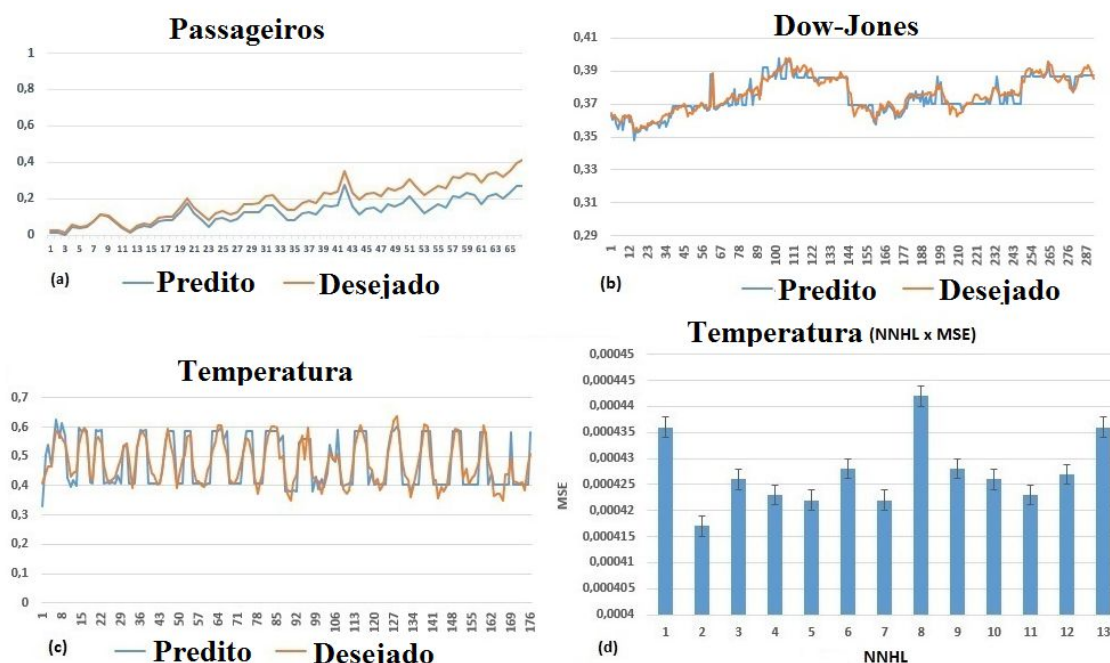 Passageiros
1
0,8
0,6
0,4
0,2
0
1 3 5 7 9 11 13 15 17 19 21 23 25 27 29 31 33 35 37 39 41 43 45 47 49 51 53 55 57 59 61 63 65
(a) Predito Desejado
Dow-Jones
0,41
0,39
0,37
0,35
0,33
0,31
0,29
1 12 23 34 45 56 67 78 89 100 111 122 133 144 155 166 177 188 199 210 221 232 243 254 265 276 287
(b) Predito Desejado
Temperatura
0,7
0,6
0,5
0,4
0,3
0
1 8 15 22 29 36 43 50 57 64 71 78 85 92 99 106 113 120 127 134 141 148 155 162 169 176
(c) Predito Desejado
Temperatura (NNHL x MSE)
MSE
0,00045
0,000445
0,00044
0,000435
0,00043
0,000425
0,00042
0,000415
0,00041
0,000405
0,0004
1 2 3 4 5 6 7 8 9 10 11 12 13
(d) NNHL